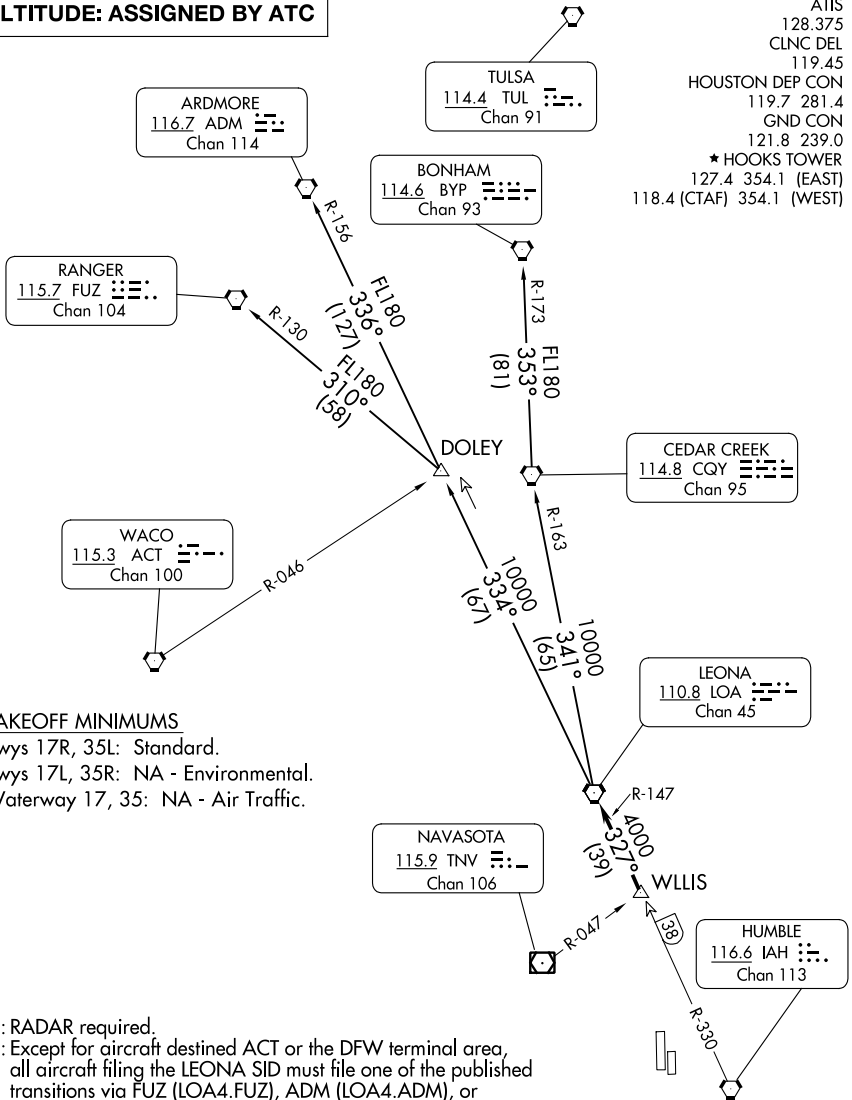 LTITUDE: ASSIGNED BY ATC
ATIS
128.375
CLNC DEL
119.45
HOUSTON DEP CON
119.7 281.4
GND CON
121.8 239.0
★ HOOKS TOWER
127.4 354.1 (EAST)
118.4 (CTAF) 354.1 (WEST)
TULSA
114.4 TUL
Chan 91
ARDMORE
116.7 ADM
Chan 114
BONHAM
114.6 BYP
Chan 93
RANGER
115.7 FUZ
Chan 104
R-156
FL180
336°
(127)
R-130
FL180
310°
(58)
R-173
FL180
353°
(81)
DOLEY
CEDAR CREEK
114.8 CQY
Chan 95
WACO
115.3 ACT
Chan 100
R-046
R-163
10000
334°
(67)
10000
341°
(65)
LEONA
110.8 LOA
Chan 45
AKEOFF MINIMUMS
wys 17R, 35L: Standard.
wys 17L, 35R: NA - Environmental.
Waterway 17, 35: NA - Air Traffic.
R-147
4000
327°
(39)
NAVASOTA
115.9 TNV
Chan 106
WLLIS
R-047
38
HUMBLE
116.6 IAH
Chan 113
R-330
: RADAR required.
: Except for aircraft destined ACT or the DFW terminal area,
all aircraft filing the LEONA SID must file one of the published
transitions via FUZ (LOA4.FUZ), ADM (LOA4.ADM), or